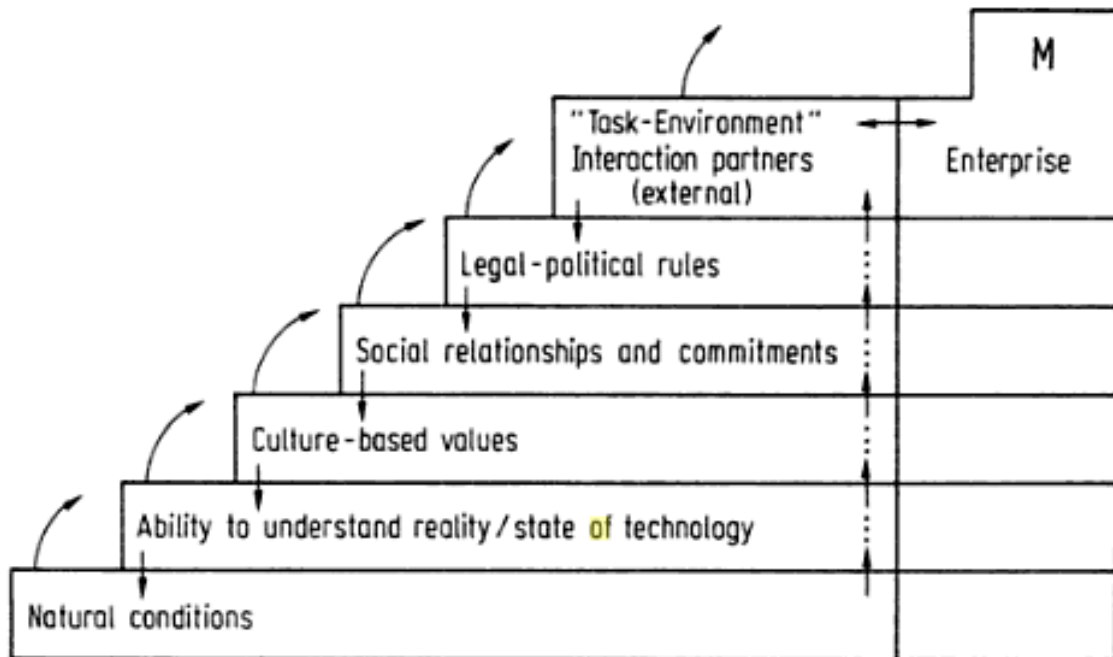 M
"Task-Environment"
Interaction partners
(external)
Enterprise
Legal-political rules
Social relationships and commitments
Culture-based values
Ability to understand reality/state of technology
Natural conditions